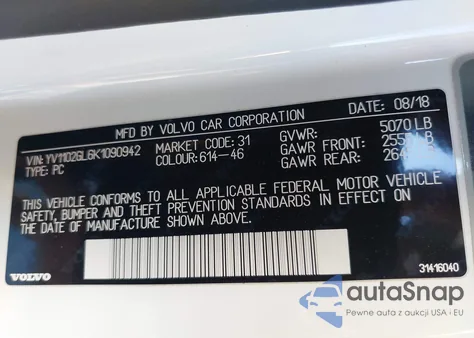 MFD BY VOLVO CAR CORPORATION DATE: 08/18
VIN: YV1102GL6K1090942 MARKET CODE: 31 GVWR: 5070 LB
TYPE: PC COLOUR: 614-46 GAWR FRONT: LB
GAWR REAR:
THIS VEHICLE CONFORMS TO ALL APPLICABLE FEDERAL MOTOR VEHICLE
SAFETY, BUMPER AND THEFT PREVENTION STANDARDS IN EFFECT ON
THE DATE OF MANUFACTURE SHOWN ABOVE.
VOLVO 31416040
autaSnap
Pewne auta z aukcji USA i EU